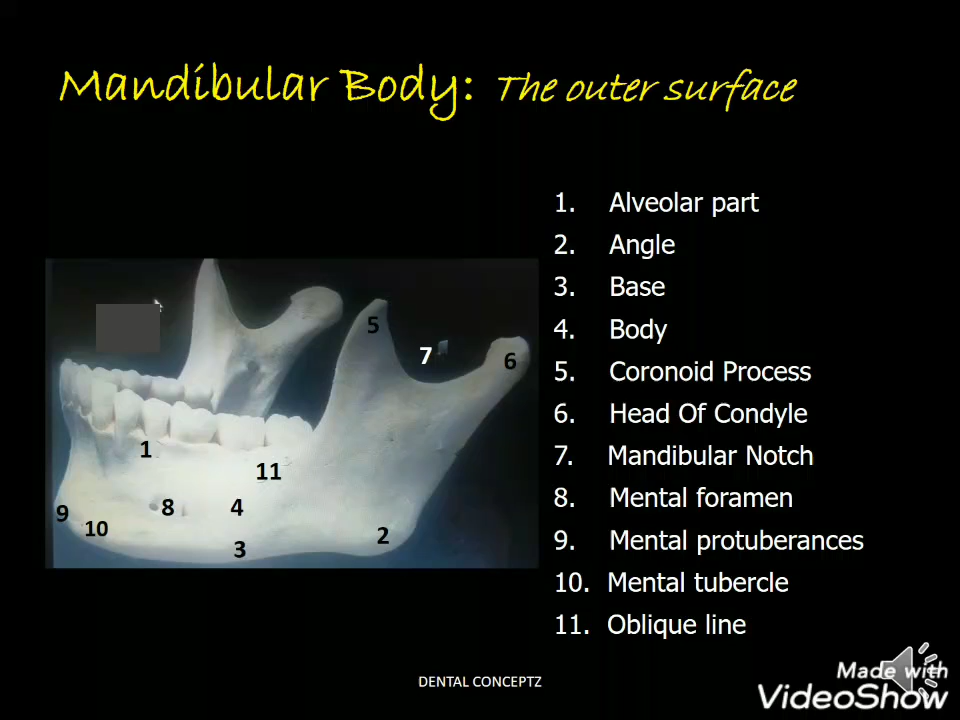 Mandibular Body: The outer surface
1. Alveolar part
2. Angle
3. Base
4. Body
5. Coronoid Process
6. Head Of Condyle
7. Mandibular Notch
8. Mental foramen
9. Mental protuberances
10. Mental tubercle
11. Oblique line
5
7
6
1
11
8
4
9
10
2
3
DENTAL CONCEPTZ
Made with
VideoShow